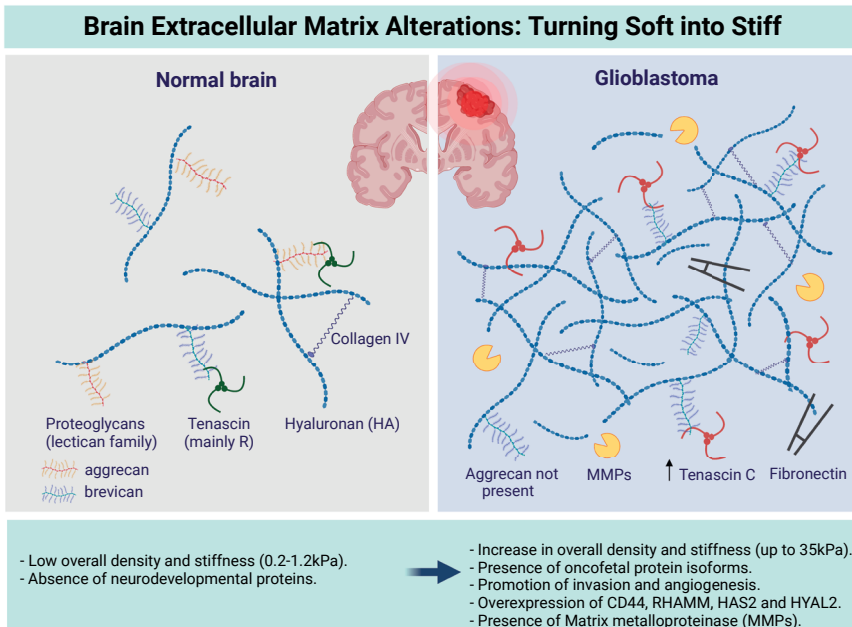 Brain Extracellular Matrix Alterations: Turning Soft into Stiff
Normal brain
Collagen IV
Proteoglycans
(lectican family)
Tenascin
(mainly R)
Hyaluronan (HA)
aggrecan
brevican
Glioblastoma
Aggrecan not
present
MMPs
↑ Tenascin C
Fibronectin
- Low overall density and stiffness (0.2-1.2kPa).
- Absence of neurodevelopmental proteins.
- Increase in overall density and stiffness (up to 35kPa).
- Presence of oncofetal protein isoforms.
- Promotion of invasion and angiogenesis.
- Overexpression of CD44, RHAMM, HAS2 and HYAL2.
- Presence of Matrix metalloproteinase (MMPs).